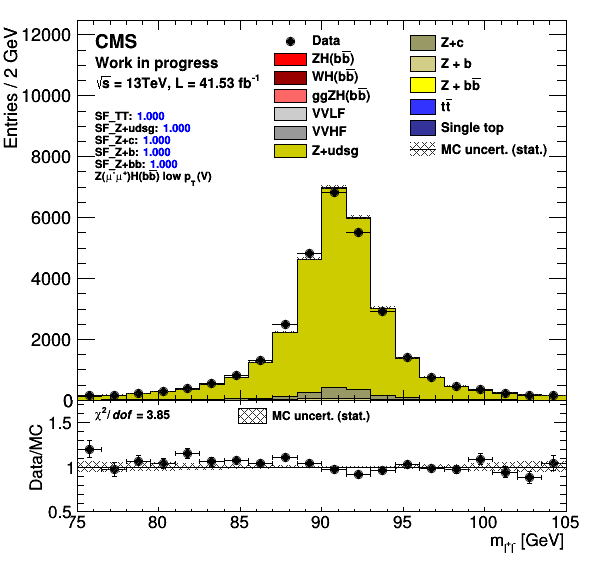 CMS
Work in progress
√s = 13TeV, L = 41.53 fb⁻¹
SF_TT: 1.000
SF_Z+udsg: 1.000
SF_Z+c: 1.000
SF_Z+b: 1.000
SF_Z+bb: 1.000
Z(μ⁻μ⁺)H(bb̅) low p_T(V)
Data
ZH(bb̅)
WH(bb̅)
ggZH(bb̅)
VVLF
VVHF
Z+udsg
Z+c
Z + b
Z + bb̅
tt̅
Single top
MC uncert. (stat.)
Entries / 2 GeV
12000
10000
8000
6000
4000
2000
0
χ²/dof = 3.85
MC uncert. (stat.)
Data/MC
1.5
1
0.5
75 80 85 90 95 100 105
m_l⁺l⁻ [GeV]